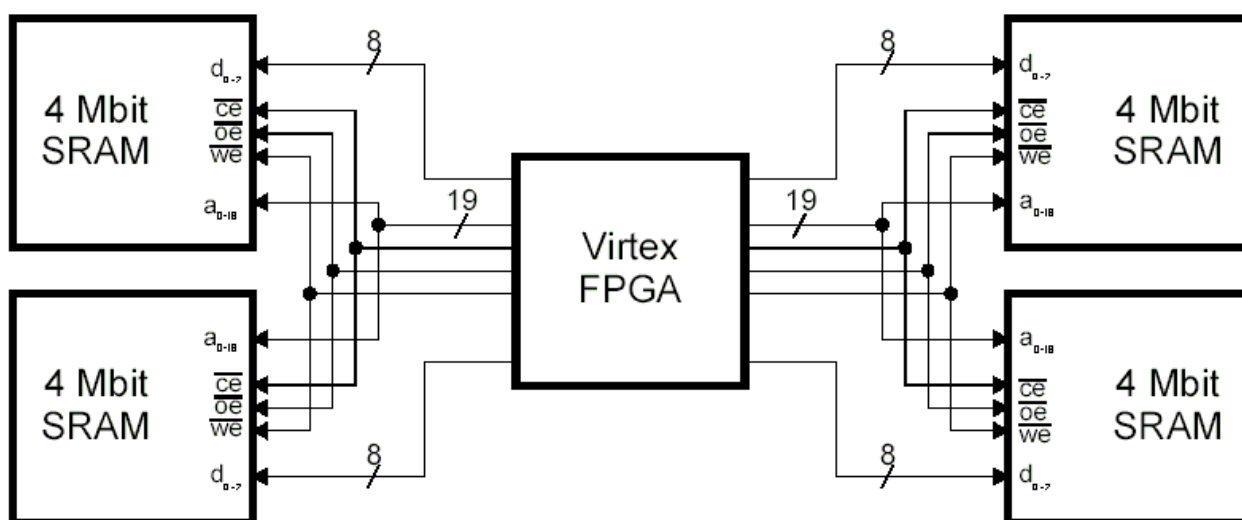 8
8
d0-7
d0-7
4 Mbit
SRAM
ce
oe
we
ce
oe
we
4 Mbit
SRAM
a0-18
19
19
a0-18
Virtex
FPGA
a0-18
a0-18
4 Mbit
SRAM
ce
oe
we
ce
oe
we
4 Mbit
SRAM
d0-7
8
8
d0-7